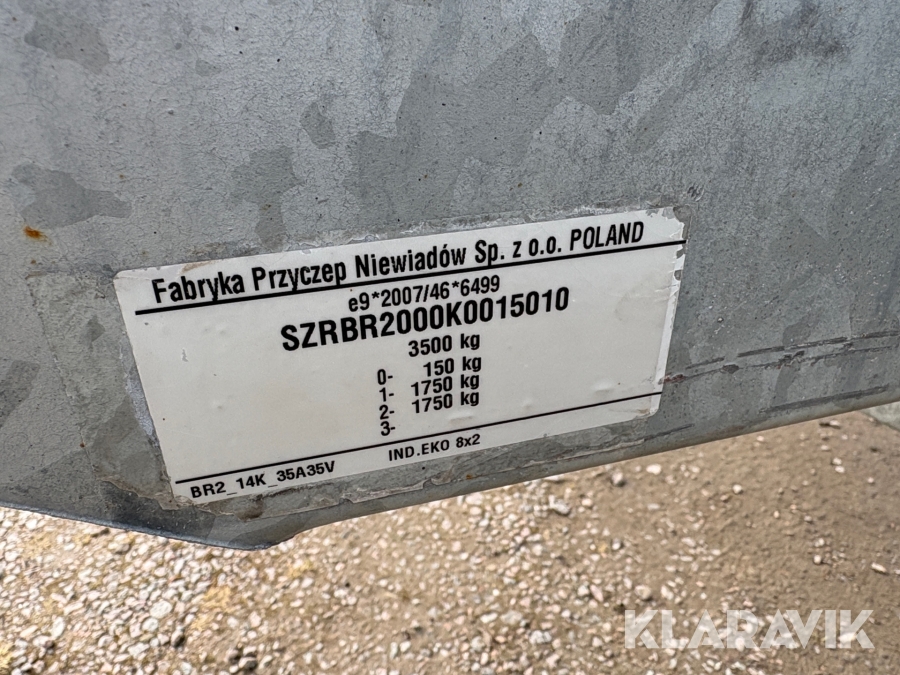 Fabryka Przyczep Niewiadów Sp. z o.o. POLAND
e9*2007/46*6499
SZRBR2000K0015010
3500 kg
0- 150 kg
1- 1750 kg
2- 1750 kg
3-
BR2_14K_35A35V IND.EKO 8x2
KLARAVIK